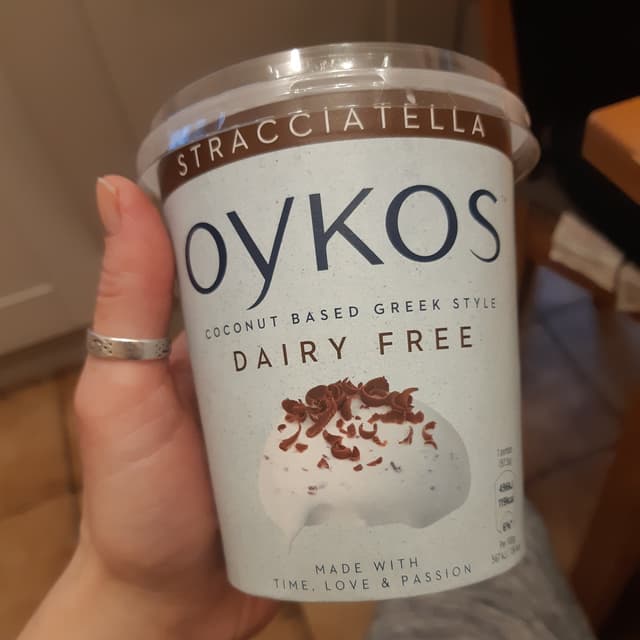 STRACCIATELLA
OYKOS
COCONUT BASED GREEK STYLE
DAIRY FREE
MADE WITH
TIME, LOVE & PASSION